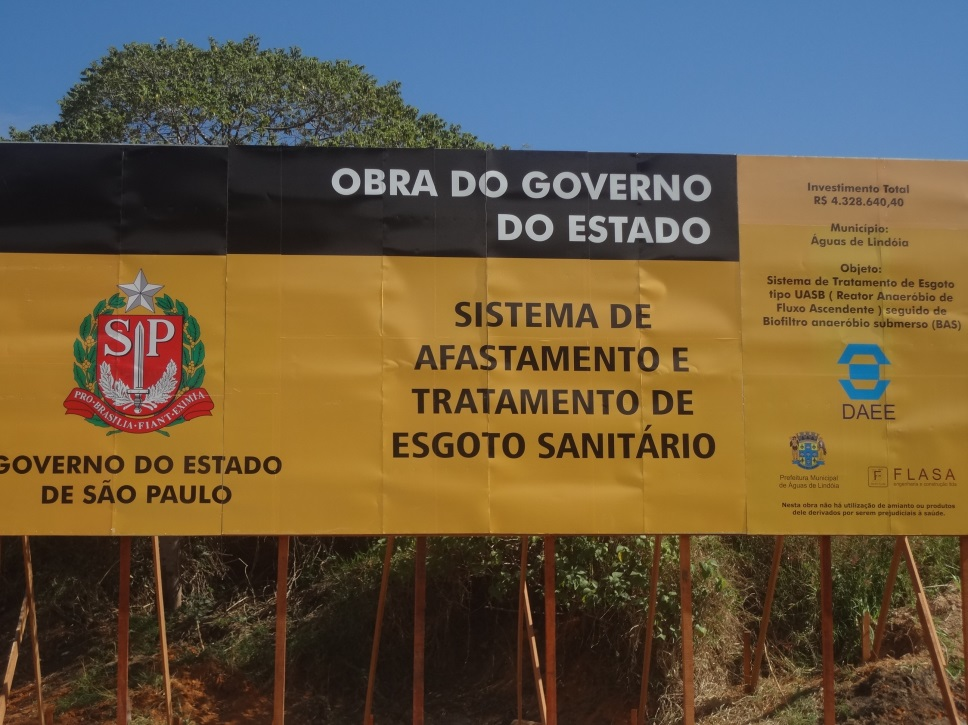 OBRA DO GOVERNO
DO ESTADO
SP
PRO·BRASILIA·FIANT·EXIMIA
GOVERNO DO ESTADO
DE SÃO PAULO
SISTEMA DE
AFASTAMENTO E
TRATAMENTO DE
ESGOTO SANITÁRIO
Investimento Total
R$ 4.328.640,40
Município:
Águas de Lindóia
Objeto:
Sistema de Tratamento de Esgoto
tipo UASB ( Reator Anaeróbio de
Fluxo Ascendente ) seguido de
Biofiltro anaeróbio submerso (BAS)
DAEE
Prefeitura Municipal
de Águas de Lindóia
F FLASA
engenharia e construções ltda
Nesta obra não há utilização de amianto ou produtos
dele derivados por serem prejudiciais à saúde.